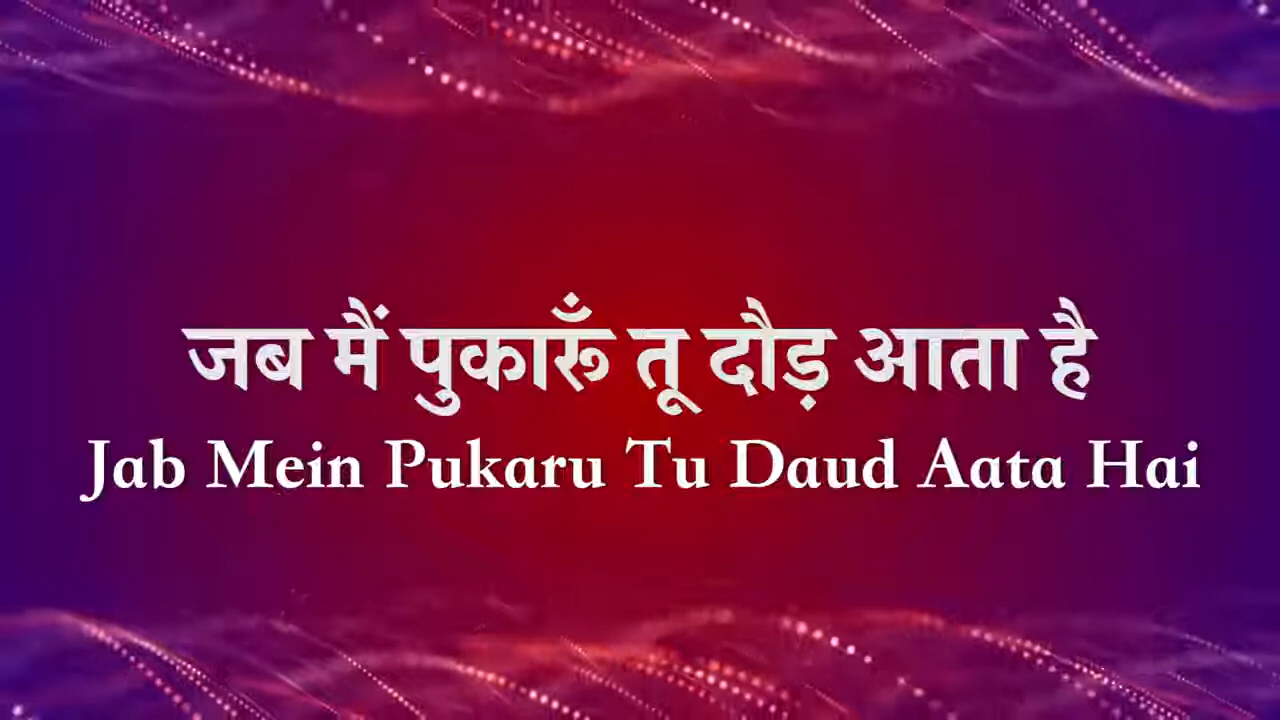 जब मैं पुकारूँ तू दौड़ आता है
Jab Mein Pukaru Tu Daud Aata Hai